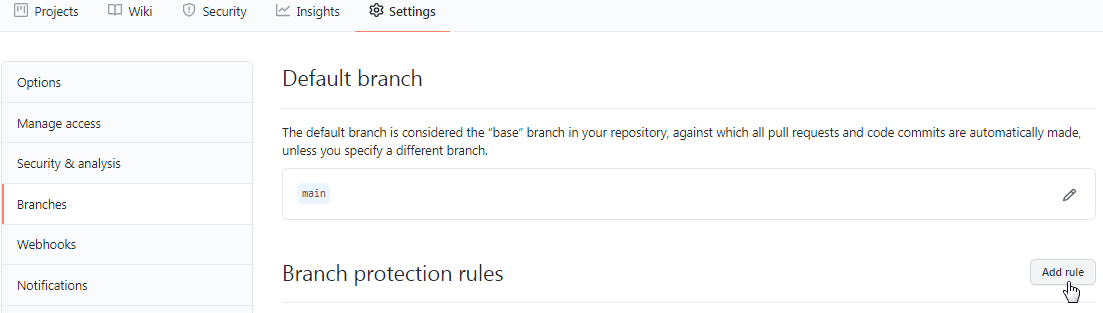 Projects Wiki Security Insights Settings
Options
Manage access
Security & analysis
Branches
Webhooks
Notifications
Default branch
The default branch is considered the “base” branch in your repository, against which all pull requests and code commits are automatically made,
unless you specify a different branch.
main
Branch protection rules
Add rule